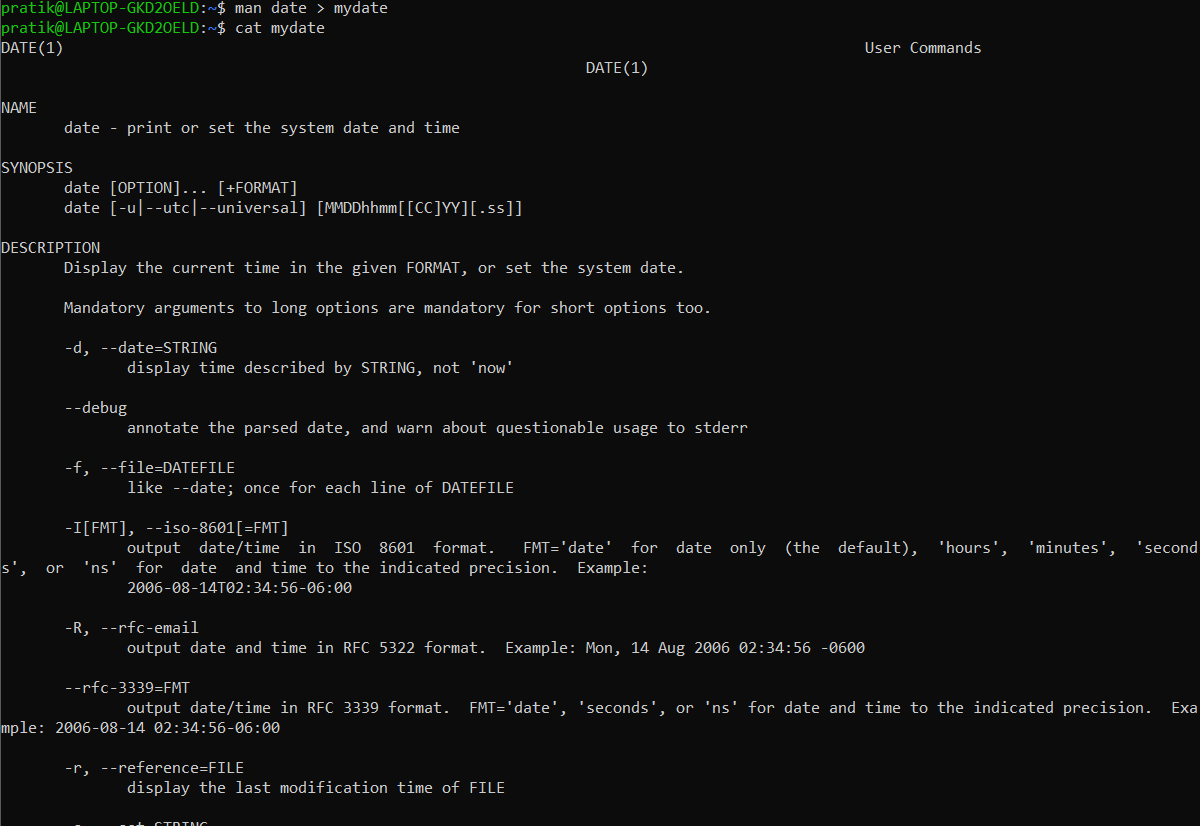 pratik@LAPTOP-GKD2OELD:~$ man date > mydate
pratik@LAPTOP-GKD2OELD:~$ cat mydate
DATE(1) User Commands
DATE(1)
NAME
date - print or set the system date and time
SYNOPSIS
date [OPTION]... [+FORMAT]
date [-u|--utc|--universal] [MMDDhhmm[[CC]YY][.ss]]
DESCRIPTION
Display the current time in the given FORMAT, or set the system date.
Mandatory arguments to long options are mandatory for short options too.
-d, --date=STRING
display time described by STRING, not 'now'
--debug
annotate the parsed date, and warn about questionable usage to stderr
-f, --file=DATEFILE
like --date; once for each line of DATEFILE
-I[FMT], --iso-8601[=FMT]
output date/time in ISO 8601 format. FMT='date' for date only (the default), 'hours', 'minutes', 'second
s', or 'ns' for date and time to the indicated precision. Example:
2006-08-14T02:34:56-06:00
-R, --rfc-email
output date and time in RFC 5322 format. Example: Mon, 14 Aug 2006 02:34:56 -0600
--rfc-3339=FMT
output date/time in RFC 3339 format. FMT='date', 'seconds', or 'ns' for date and time to the indicated precision. Exa
mple: 2006-08-14 02:34:56-06:00
-r, --reference=FILE
display the last modification time of FILE